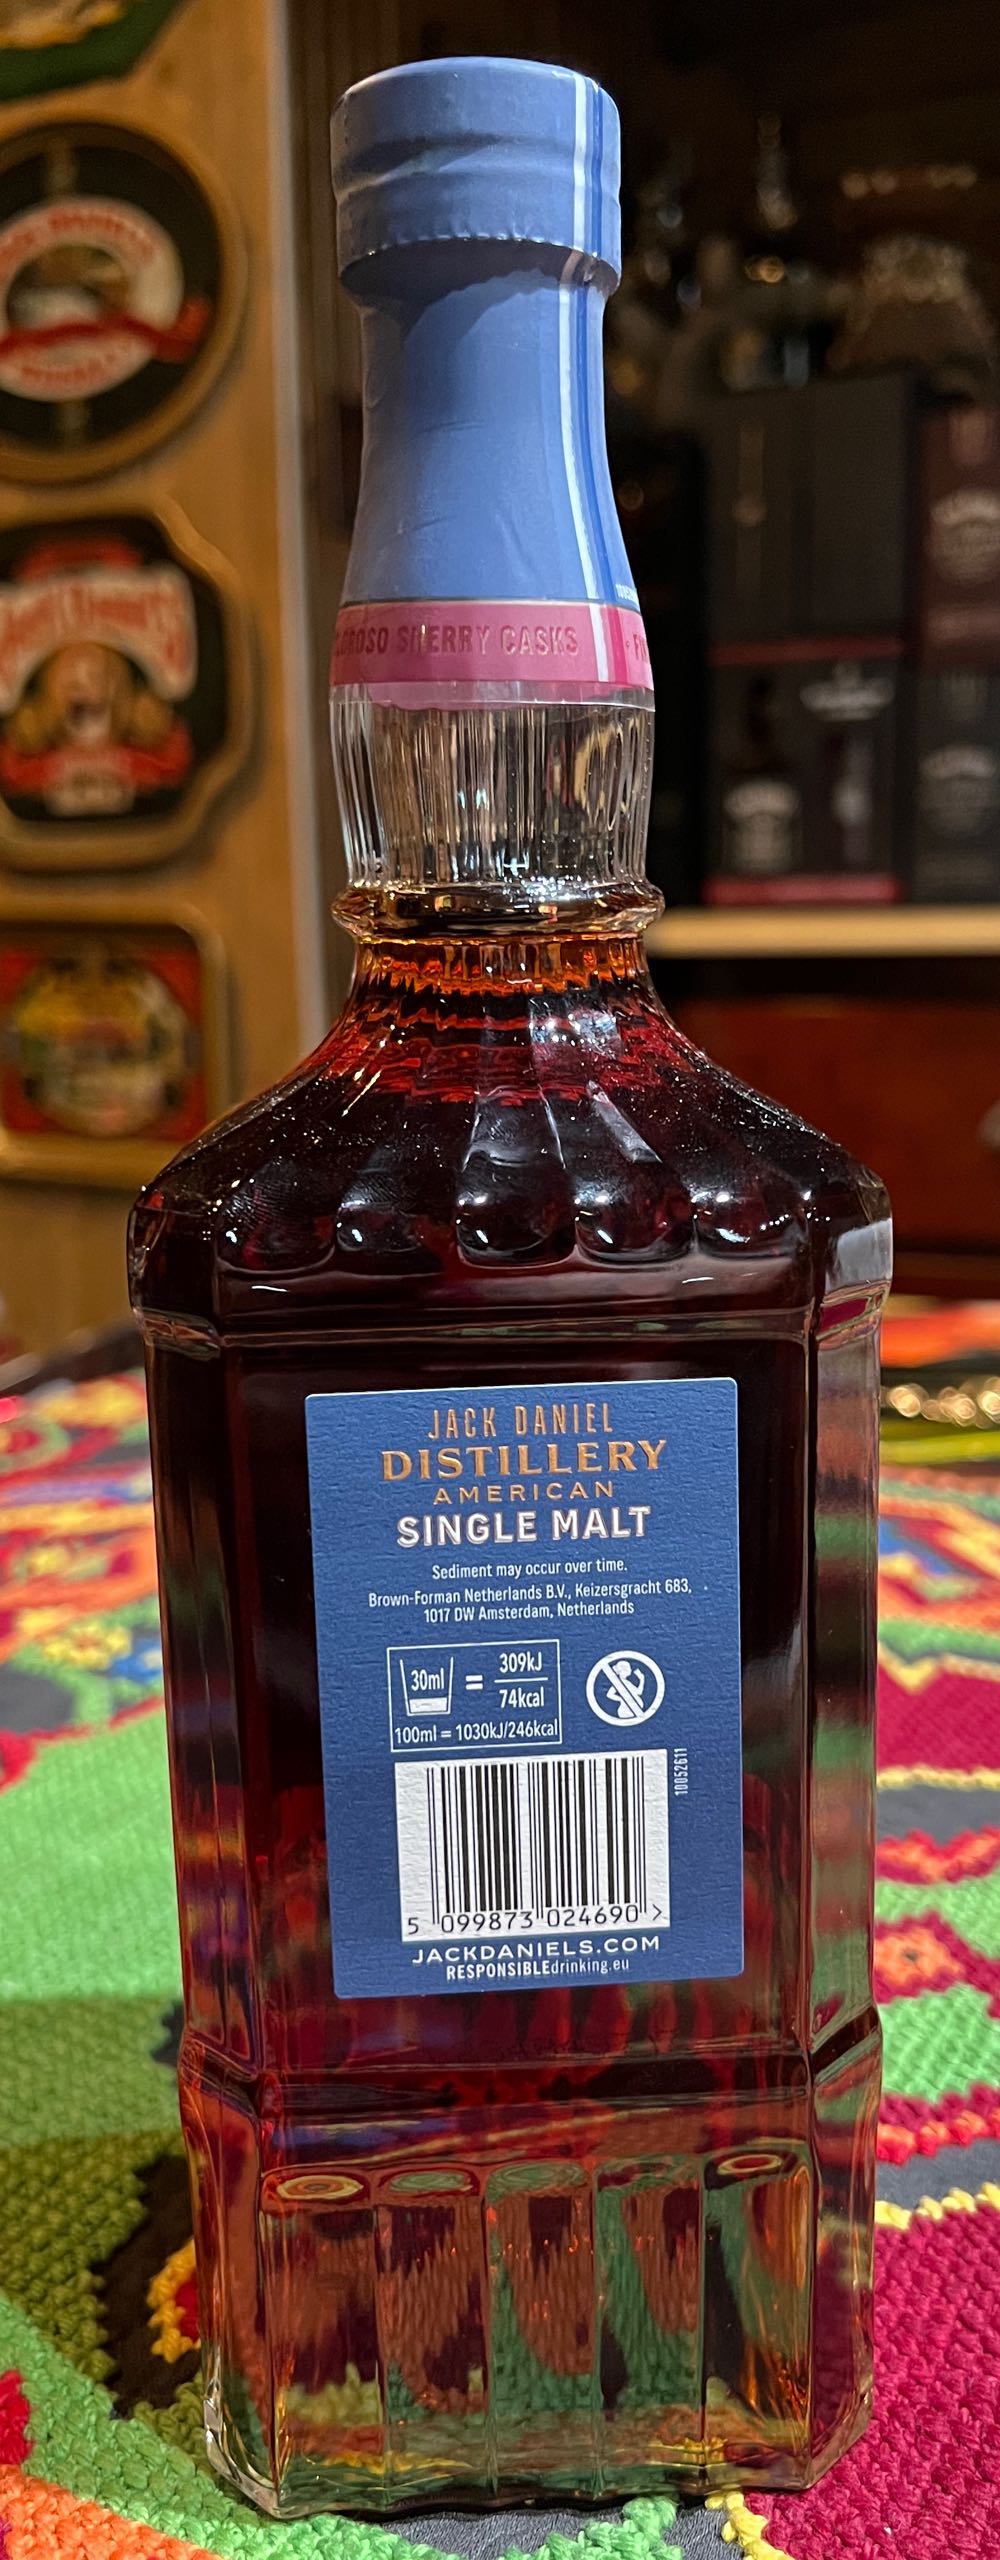 OROSO SHERRY CASKS
JACK DANIEL
DISTILLERY
AMERICAN
SINGLE MALT
Sediment may occur over time.
Brown-Forman Netherlands B.V., Keizersgracht 683,
1017 DW Amsterdam, Netherlands
30ml = 309kJ
74kcal
100ml = 1030kJ/246kcal
10052611
5 099873 024690 >
JACKDANIELS.COM
RESPONSIBLEdrinking.eu